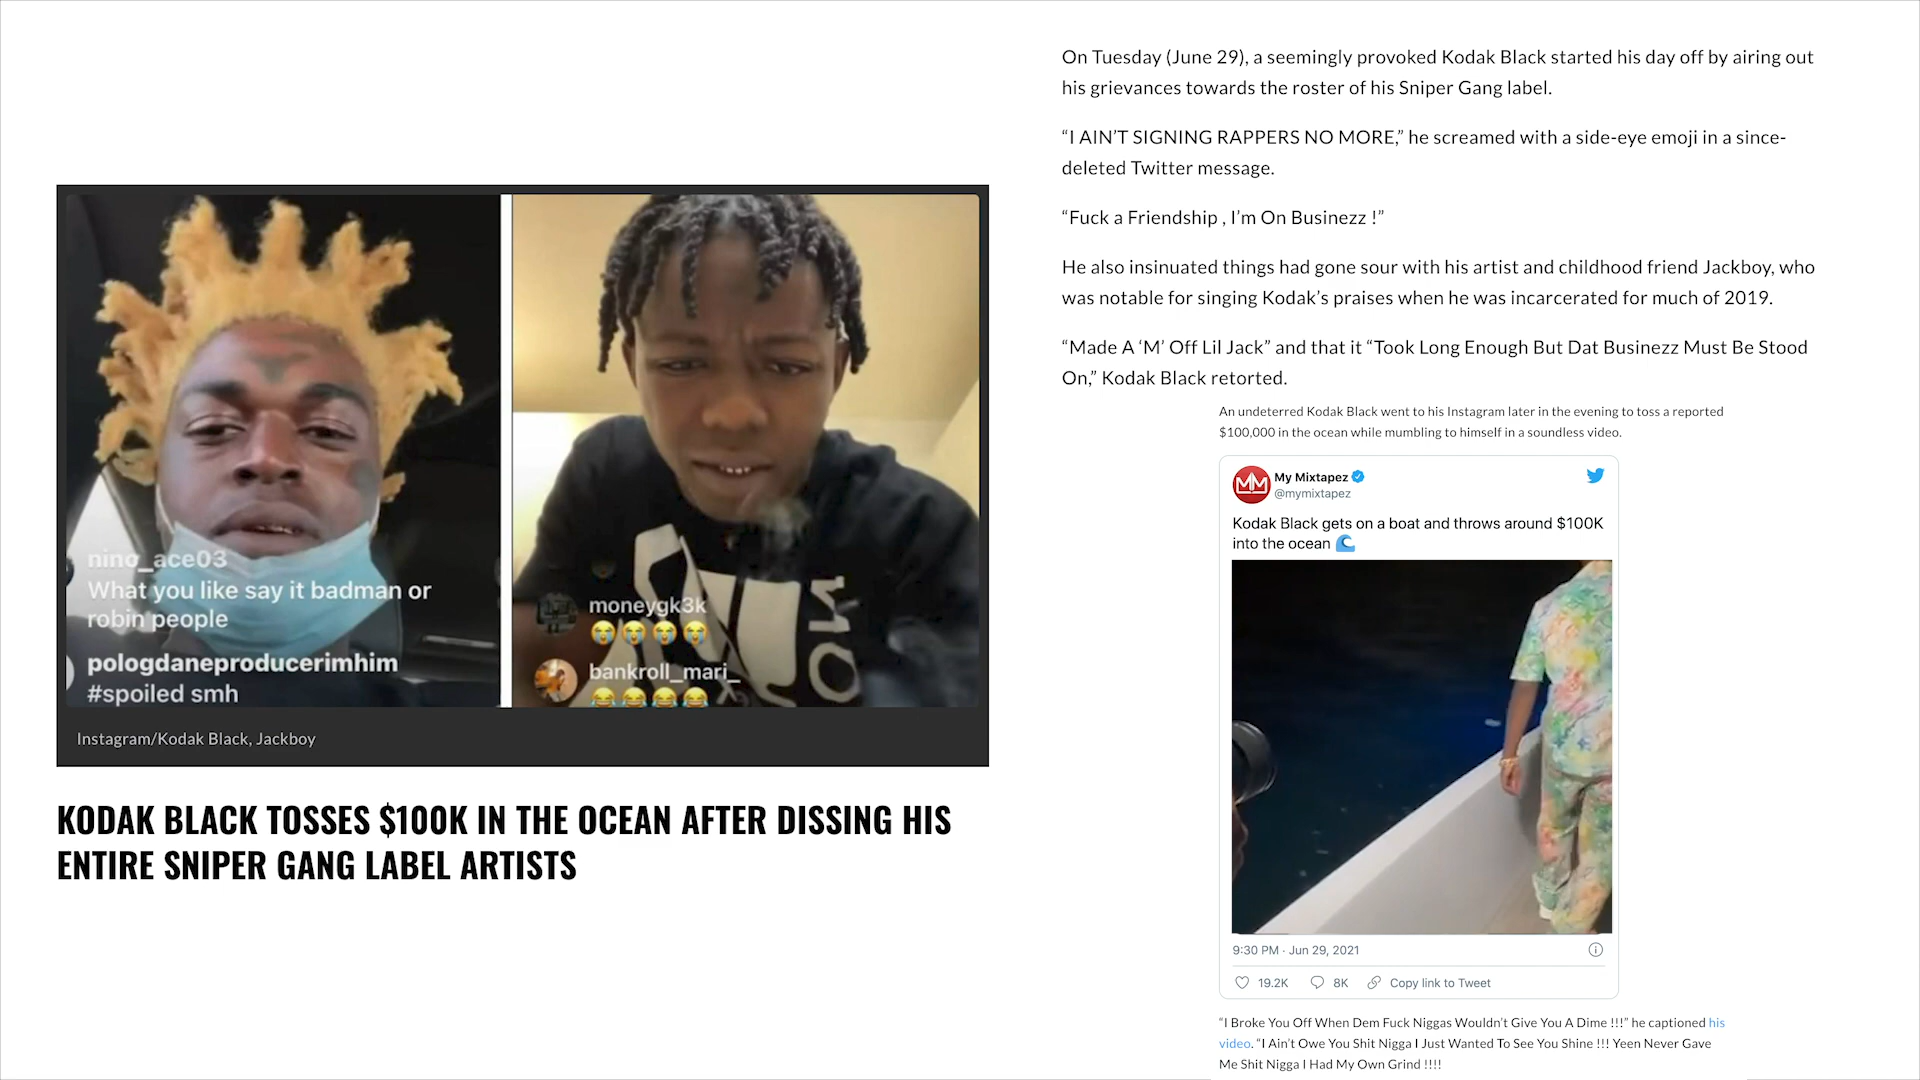 nino_ace03
What you like say it badman or
robin people
pologdaneproducerimhim
#spoiled smh
moneygk3k
😭😭😭😭
bankroll_mari_
😂😂😂😂
Instagram/Kodak Black, Jackboy
KODAK BLACK TOSSES $100K IN THE OCEAN AFTER DISSING HIS
ENTIRE SNIPER GANG LABEL ARTISTS
On Tuesday (June 29), a seemingly provoked Kodak Black started his day off by airing out
his grievances towards the roster of his Sniper Gang label.
“I AIN’T SIGNING RAPPERS NO MORE,” he screamed with a side-eye emoji in a since-
deleted Twitter message.
“Fuck a Friendship , I’m On Businezz !”
He also insinuated things had gone sour with his artist and childhood friend Jackboy, who
was notable for singing Kodak’s praises when he was incarcerated for much of 2019.
“Made A ‘M’ Off Lil Jack” and that it “Took Long Enough But Dat Businezz Must Be Stood
On,” Kodak Black retorted.
An undeterred Kodak Black went to his Instagram later in the evening to toss a reported
$100,000 in the ocean while mumbling to himself in a soundless video.
My Mixtapez
@mymixtapez
Kodak Black gets on a boat and throws around $100K
into the ocean 🌊
9:30 PM · Jun 29, 2021
19.2K 8K Copy link to Tweet
“I Broke You Off When Dem Fuck Niggas Wouldn’t Give You A Dime !!!” he captioned his
video. “I Ain’t Owe You Shit Nigga I Just Wanted To See You Shine !!! Yeen Never Gave
Me Shit Nigga I Had My Own Grind !!!!